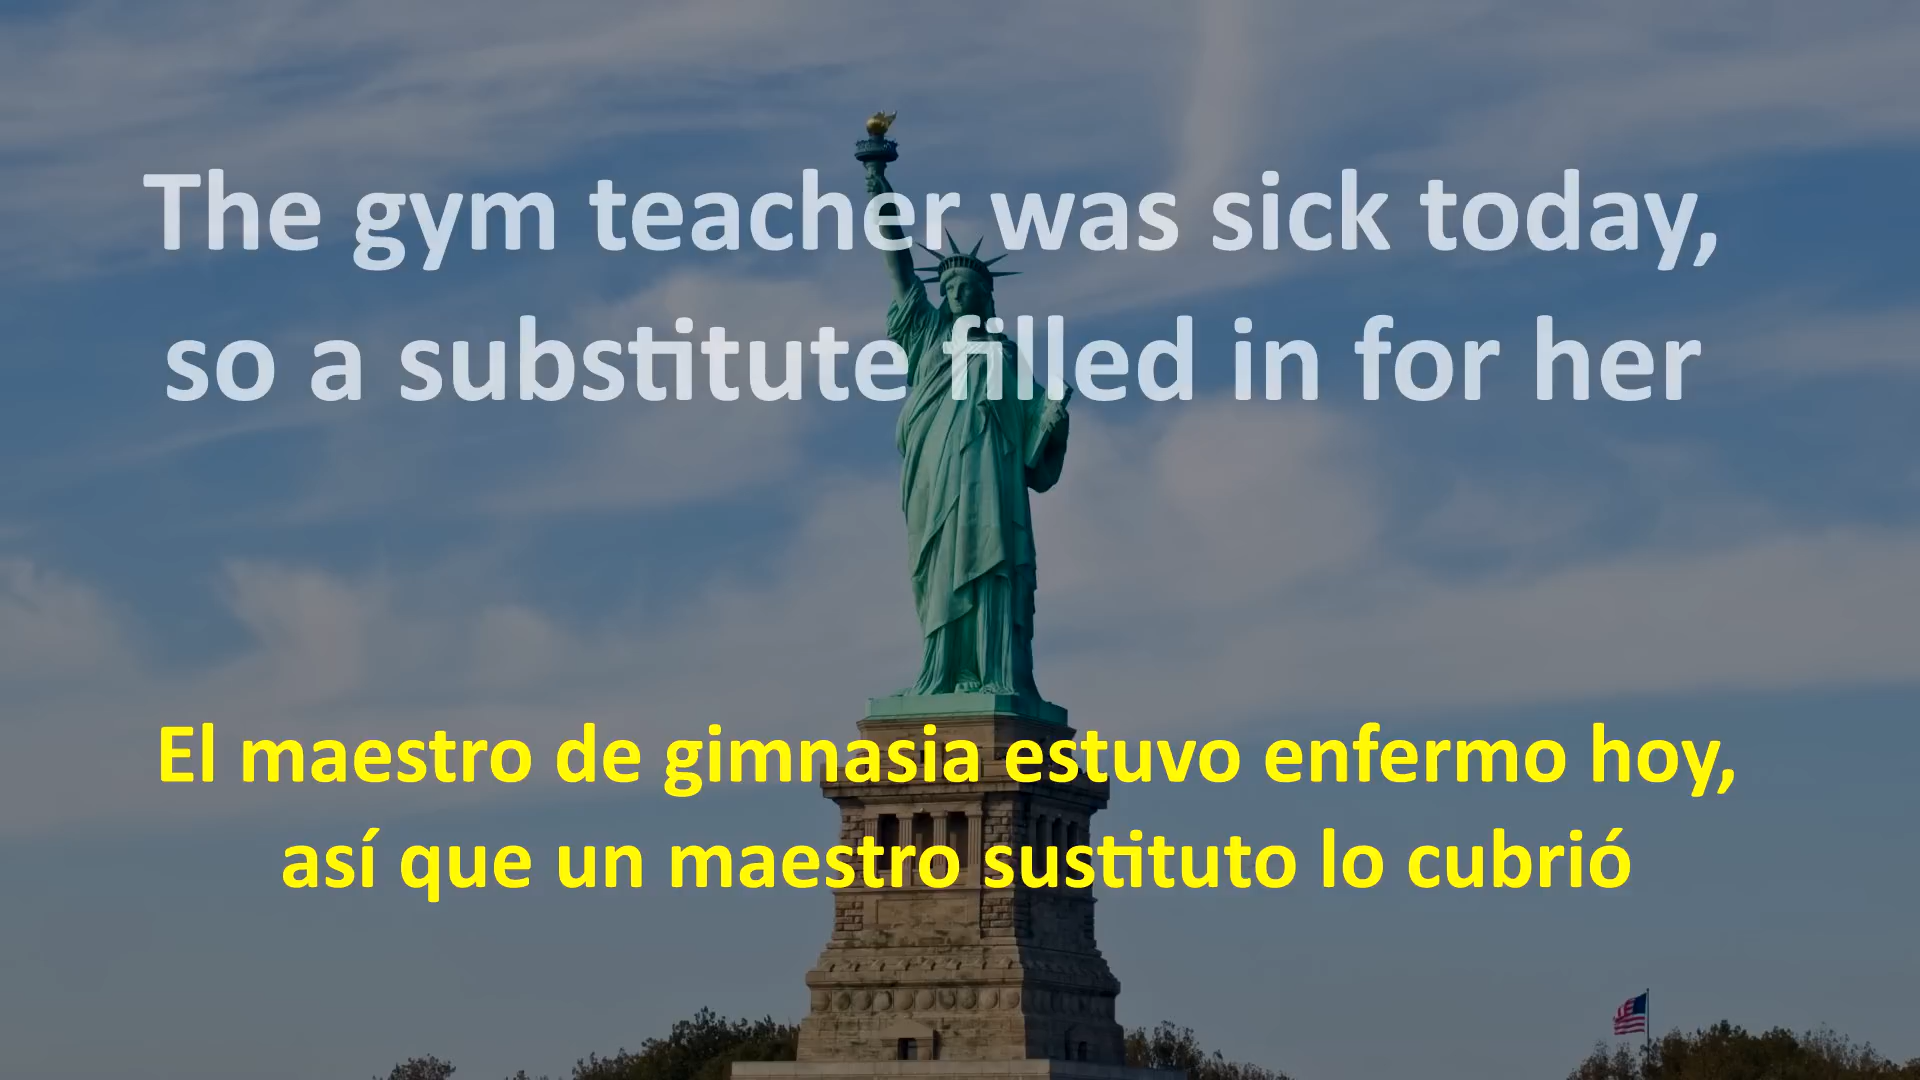 The gym teacher was sick today,
so a substitute filled in for her
El maestro de gimnasia estuvo enfermo hoy,
así que un maestro sustituto lo cubrió